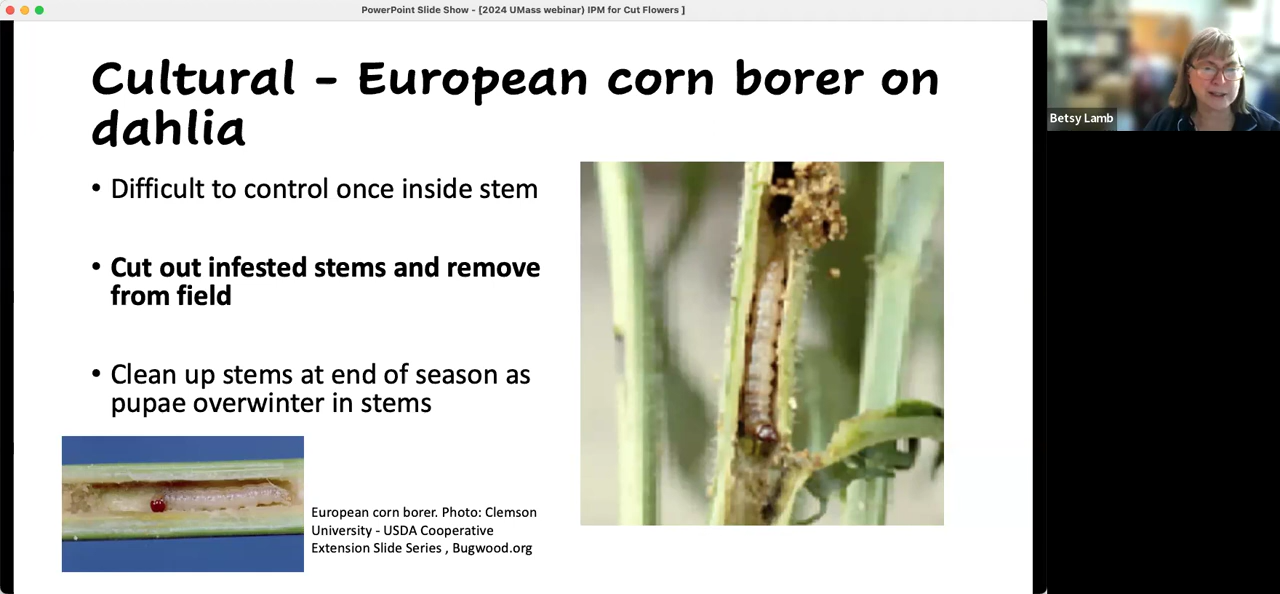 PowerPoint Slide Show - [2024 UMass webinar) IPM for Cut Flowers ]
Cultural - European corn borer on
dahlia
• Difficult to control once inside stem
• Cut out infested stems and remove
from field
• Clean up stems at end of season as
pupae overwinter in stems
European corn borer. Photo: Clemson
University - USDA Cooperative
Extension Slide Series , Bugwood.org
Betsy Lamb